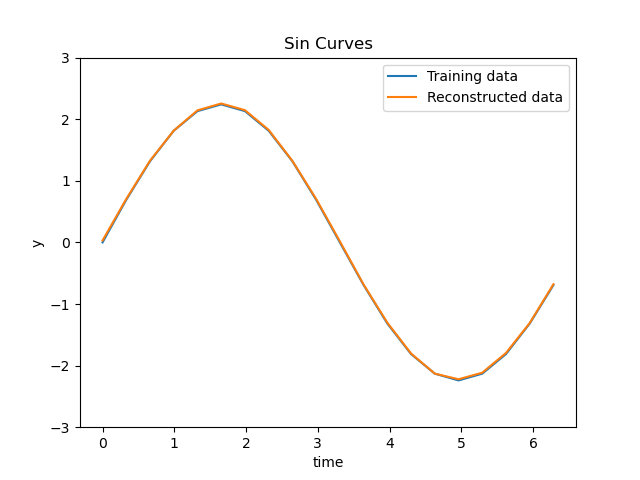 Sin Curves
Training data
Reconstructed data
3
2
1
0
−1
−2
−3
y
0 1 2 3 4 5 6
time